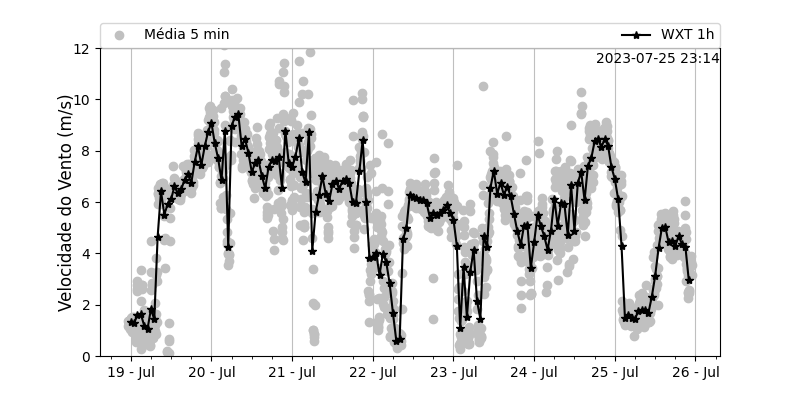 Média 5 min
WXT 1h
2023-07-25 23:14
Velocidade do Vento (m/s)
12
10
8
6
4
2
0
19 - Jul
20 - Jul
21 - Jul
22 - Jul
23 - Jul
24 - Jul
25 - Jul
26 - Jul